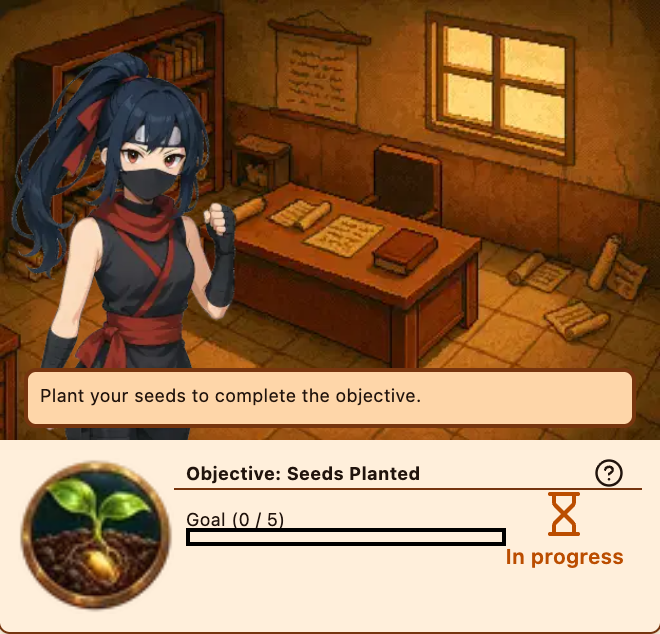 Plant your seeds to complete the objective.
Objective: Seeds Planted
?
Goal (0 / 5)
In progress